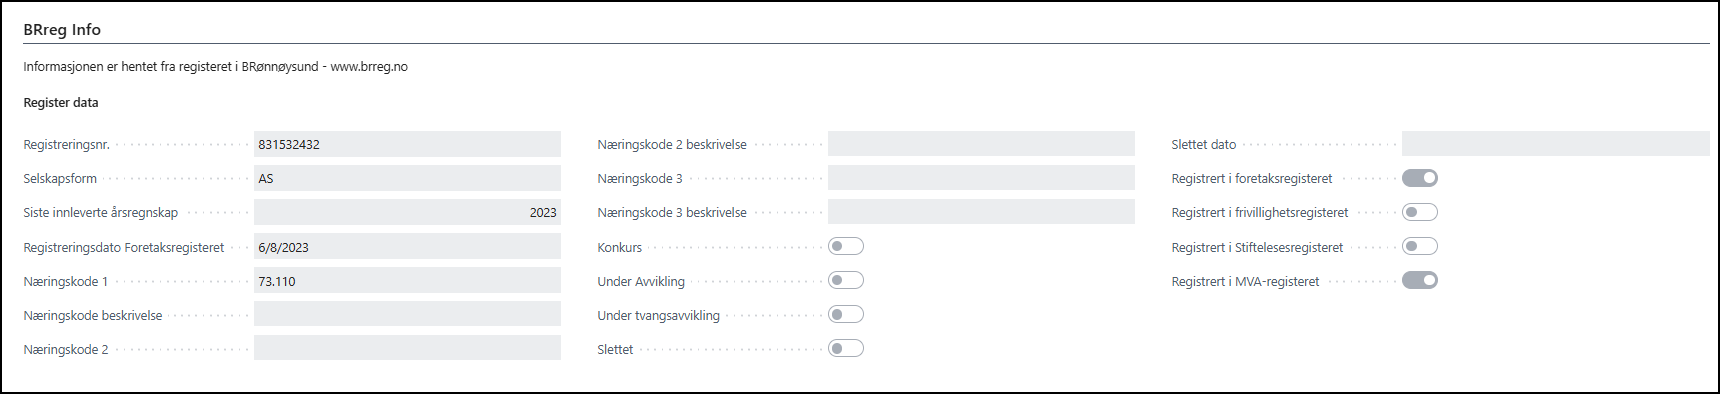 BRreg Info
Informasjonen er hentet fra registeret i BRønnøysund - www.brreg.no
Register data
Registreringsnr. 831532432
Selskapsform AS
Siste innleverte årsregnskap 2023
Registreringsdato Foretaksregisteret 6/8/2023
Næringskode 1 73.110
Næringskode beskrivelse
Næringskode 2
Næringskode 2 beskrivelse
Næringskode 3
Næringskode 3 beskrivelse
Konkurs
Under Avvikling
Under tvangsavvikling
Slettet
Slettet dato
Registrert i foretaksregisteret
Registrert i frivillighetsregisteret
Registrert i Stiftelesesregisteret
Registrert i MVA-registeret